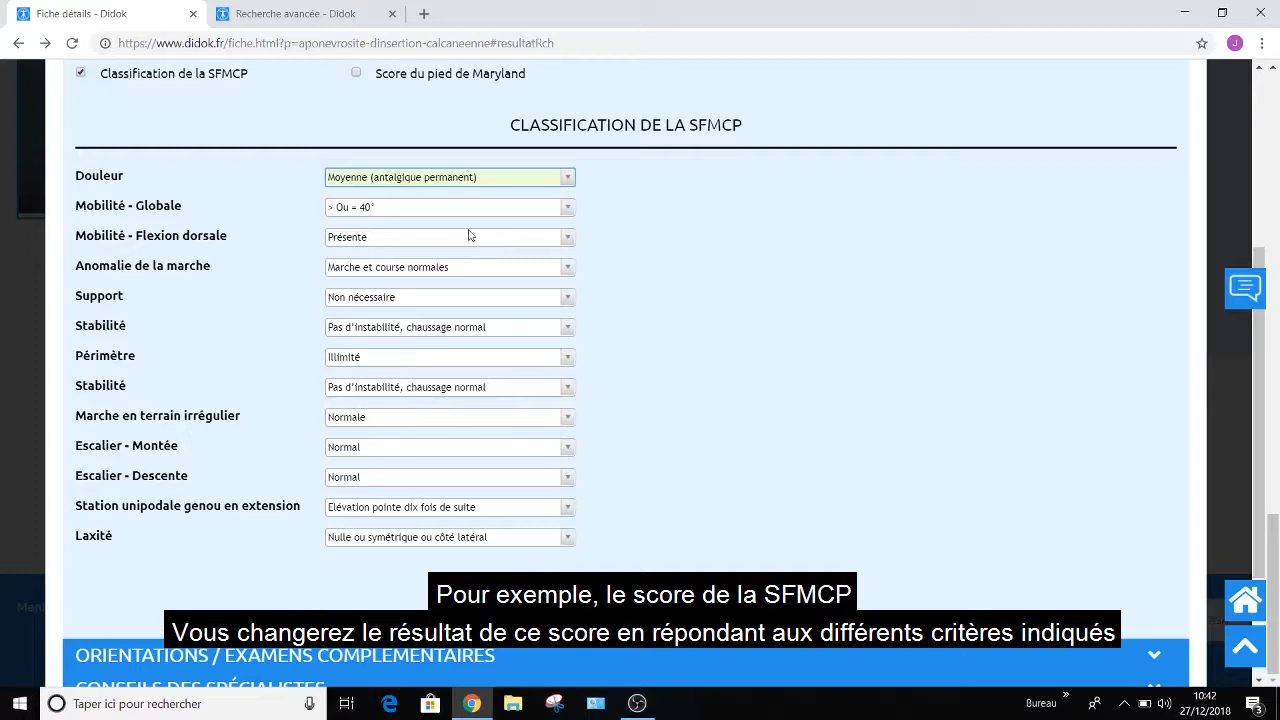 Fiche détails - Didok
Recherche avancée - Didok
https://www.didok.fr/fiche.html?p=aponevrosite-dinsertion-calcaneenne#resultatRch
J
Classification de la SFMCP
Score du pied de Maryland
CLASSIFICATION DE LA SFMCP
Douleur
Moyenne (antalgique permanent)
Mobilité - Globale
> Ou = 40°
Mobilité - Flexion dorsale
Présente
Anomalie de la marche
Marche et course normales
Support
Non nécessaire
Stabilité
Pas d'instabilité, chaussage normal
Périmètre
Illimité
Stabilité
Pas d'instabilité, chaussage normal
Marche en terrain irrégulier
Normale
Escalier - Montée
Normal
Escalier - Descente
Normal
Station unipodale genou en extension
Elévation pointe dix fois de suite
Laxité
Nulle ou symétrique ou côté latéral
Pour exemple, le score de la SFMCP
Vous changerez le résultat de ce score en répondant aux différents critères indiqués
ORIENTATIONS / EXAMENS COMPLEMENTAIRES
CONSEILS DES SPÉCIALISTES
Taper ici pour rechercher
Bureau
10:42
27/12/2018
3